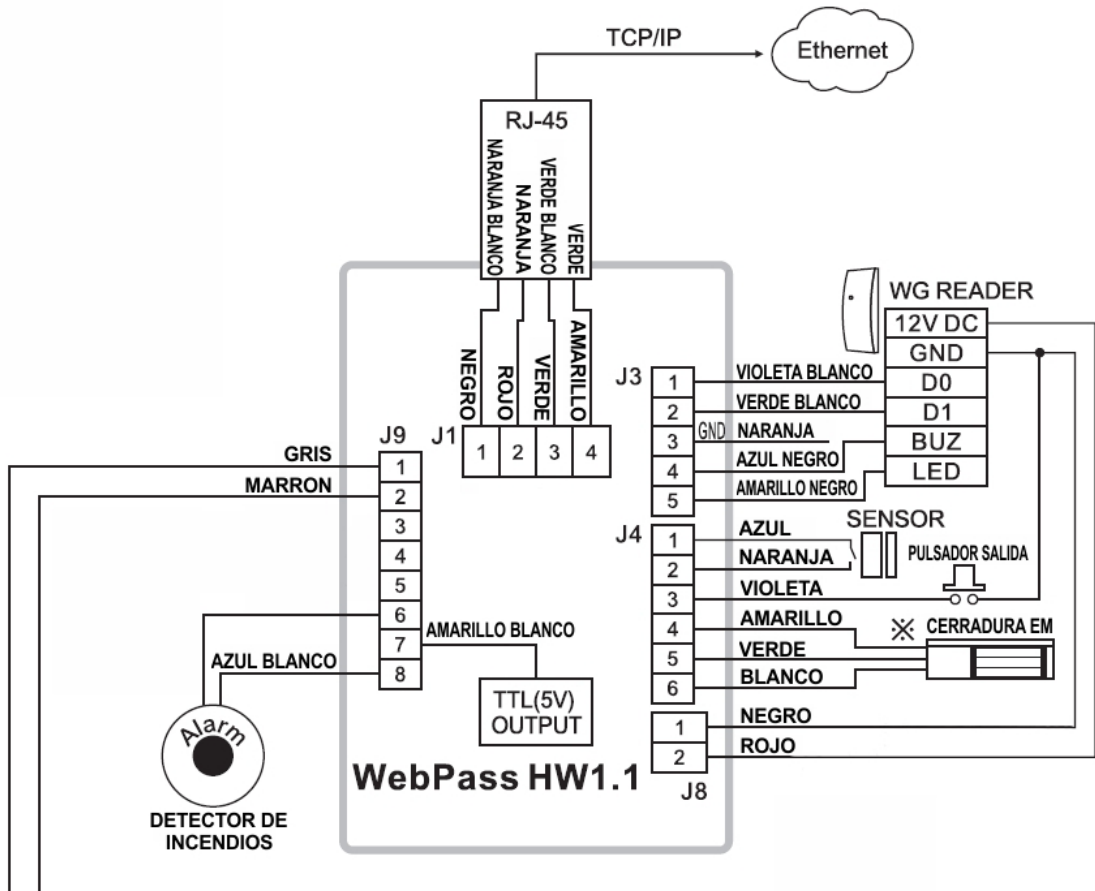 TCP/IP
Ethernet
RJ-45
NARANJA BLANCO
NARANJA
VERDE BLANCO
VERDE
NEGRO
ROJO
VERDE
AMARILLO
J1
1 2 3 4
WG READER
12V DC
GND
D0
D1
BUZ
LED
J3
1 VIOLETA BLANCO
2 VERDE BLANCO
3 GND NARANJA
4 AZUL NEGRO
5 AMARILLO NEGRO
J9
GRIS 1
MARRON 2
3
4
5
6
7 AMARILLO BLANCO
AZUL BLANCO 8
TTL(5V)
OUTPUT
J4
1 AZUL
2 NARANJA
3 VIOLETA
4 AMARILLO
5 VERDE
6 BLANCO
SENSOR
PULSADOR SALIDA
※ CERRADURA EM
1 NEGRO
2 ROJO
J8
WebPass HW1.1
Alarm
DETECTOR DE
INCENDIOS